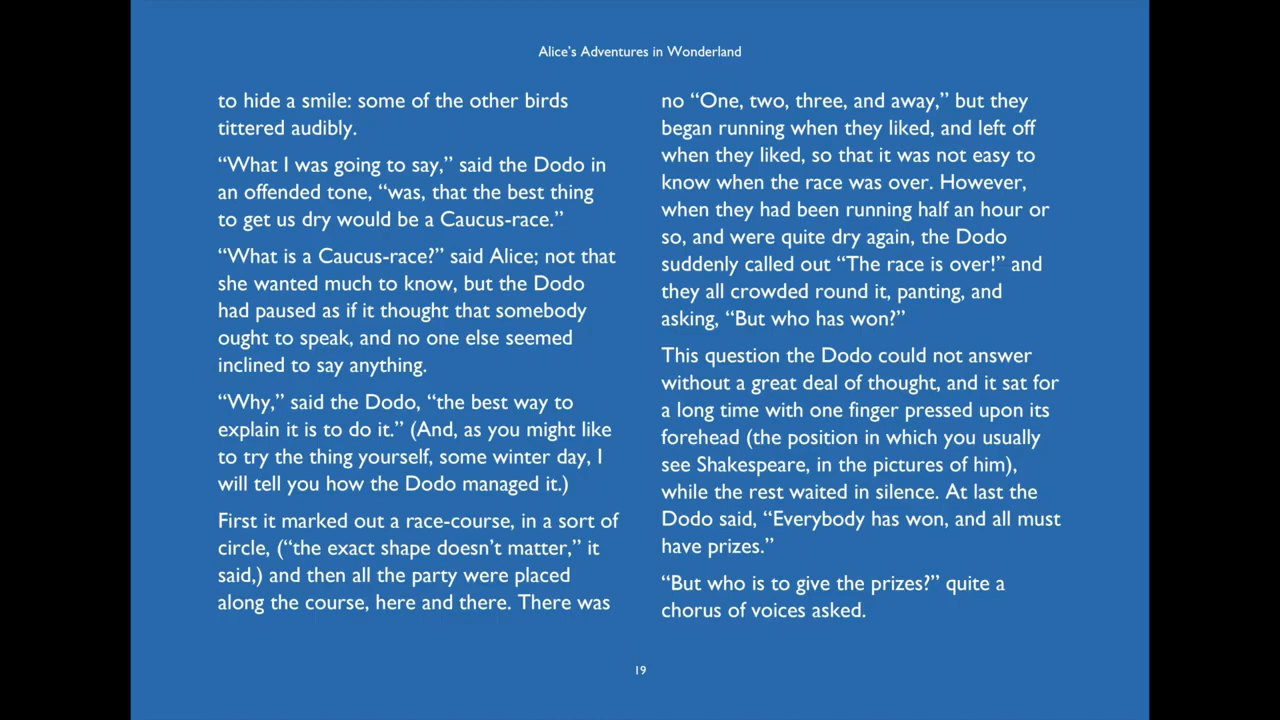 Alice’s Adventures in Wonderland
to hide a smile: some of the other birds
tittered audibly.
“What I was going to say,” said the Dodo in
an offended tone, “was, that the best thing
to get us dry would be a Caucus-race.”
“What is a Caucus-race?” said Alice; not that
she wanted much to know, but the Dodo
had paused as if it thought that somebody
ought to speak, and no one else seemed
inclined to say anything.
“Why,” said the Dodo, “the best way to
explain it is to do it.” (And, as you might like
to try the thing yourself, some winter day, I
will tell you how the Dodo managed it.)
First it marked out a race-course, in a sort of
circle, (“the exact shape doesn’t matter,” it
said,) and then all the party were placed
along the course, here and there. There was
no “One, two, three, and away,” but they
began running when they liked, and left off
when they liked, so that it was not easy to
know when the race was over. However,
when they had been running half an hour or
so, and were quite dry again, the Dodo
suddenly called out “The race is over!” and
they all crowded round it, panting, and
asking, “But who has won?”
This question the Dodo could not answer
without a great deal of thought, and it sat for
a long time with one finger pressed upon its
forehead (the position in which you usually
see Shakespeare, in the pictures of him),
while the rest waited in silence. At last the
Dodo said, “Everybody has won, and all must
have prizes.”
“But who is to give the prizes?” quite a
chorus of voices asked.
19